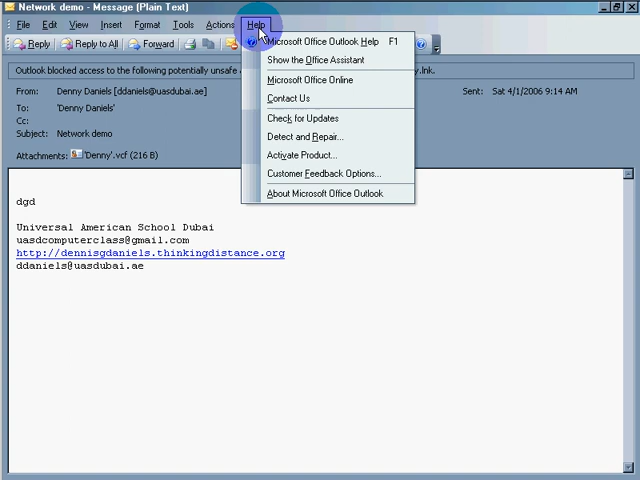 Network demo - Message (Plain Text)
File Edit View Insert Format Tools Actions Help
Reply Reply to All Forward
Microsoft Office Outlook Help F1
Show the Office Assistant
Microsoft Office Online
Contact Us
Check for Updates
Detect and Repair...
Activate Product...
Customer Feedback Options...
About Microsoft Office Outlook
Outlook blocked access to the following potentially unsafe .lnk.
From: Denny Daniels [ddaniels@uasdubai.ae] Sent: Sat 4/1/2006 9:14 AM
To: 'Denny Daniels'
Cc:
Subject: Network demo
Attachments: 'Denny'.vcf (216 B)
dgd
Universal American School Dubai
uasdcomputerclass@gmail.com
http://dennisgdaniels.thinkingdistance.org
ddaniels@uasdubai.ae